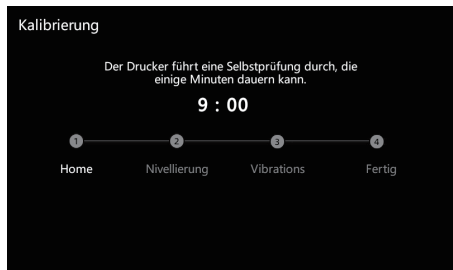 Kalibrierung
Der Drucker führt eine Selbstprüfung durch, die
einige Minuten dauern kann.
9 : 00
1 2 3 4
Home Nivellierung Vibrations Fertig